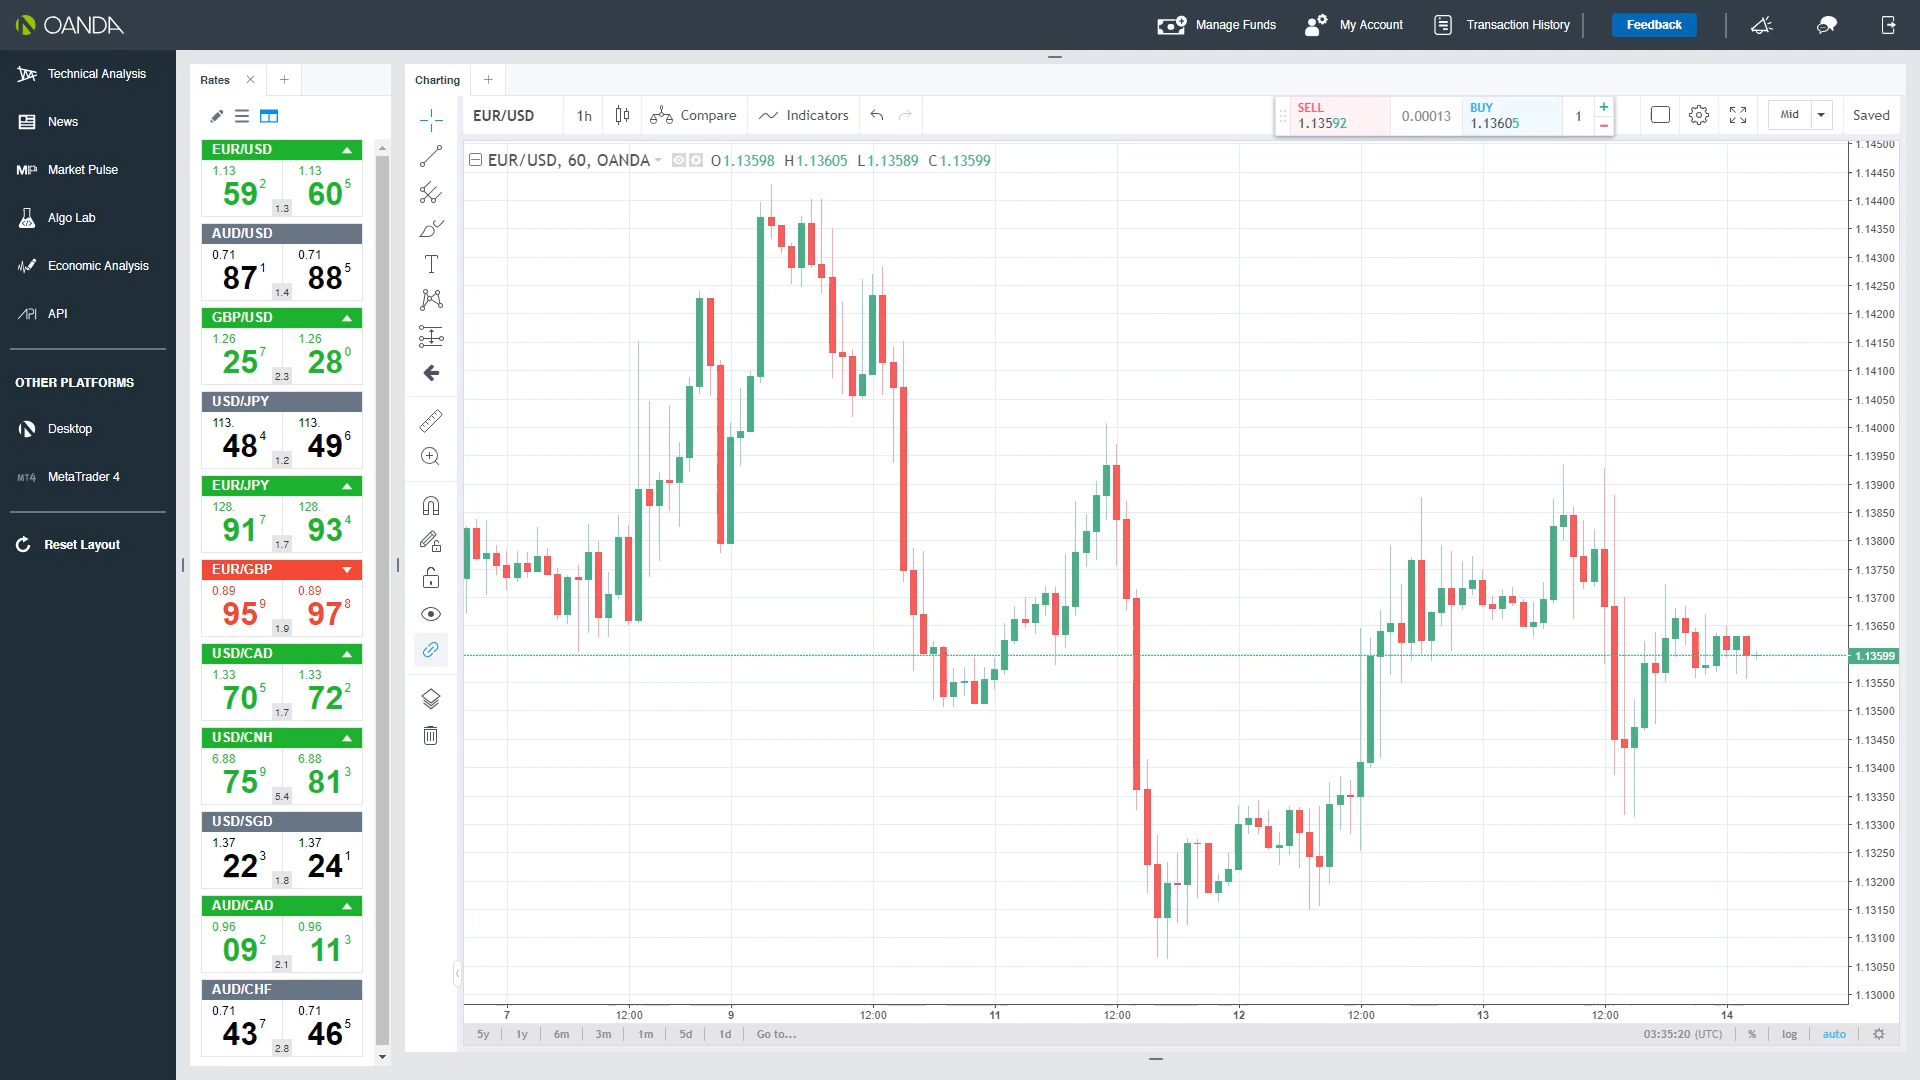 OANDA
Manage Funds
My Account
Transaction History
Feedback
Technical Analysis
News
Market Pulse
Algo Lab
Economic Analysis
API
OTHER PLATFORMS
Desktop
MT4 MetaTrader 4
Reset Layout
Rates
EUR/USD
1.13 59 2 1.3 1.13 60 5
AUD/USD
0.71 87 1 1.4 0.71 88 5
GBP/USD
1.26 25 7 2.3 1.26 28 0
USD/JPY
113. 48 4 1.2 113. 49 6
EUR/JPY
128. 91 7 1.7 128. 93 4
EUR/GBP
0.89 95 9 1.9 0.89 97 8
USD/CAD
1.33 70 5 1.7 1.33 72 2
USD/CNH
6.88 75 9 5.4 6.88 81 3
USD/SGD
1.37 22 3 1.8 1.37 24 1
AUD/CAD
0.96 09 2 2.1 0.96 11 3
AUD/CHF
0.71 43 7 2.8 0.71 46 5
Charting
EUR/USD 1h Compare Indicators
SELL
1.13592
0.00013
BUY
1.13605
1
Mid
Saved
EUR/USD, 60, OANDA O1.13598 H1.13605 L1.13589 C1.13599
1.14500
1.14450
1.14400
1.14350
1.14300
1.14250
1.14200
1.14150
1.14100
1.14050
1.14000
1.13950
1.13900
1.13850
1.13800
1.13750
1.13700
1.13650
1.13599
1.13550
1.13500
1.13450
1.13400
1.13350
1.13300
1.13250
1.13200
1.13150
1.13100
1.13050
1.13000
7 12:00 9 12:00 11 12:00 12 12:00 13 12:00 14
5y 1y 6m 3m 1m 5d 1d Go to...
03:35:20 (UTC) % log auto